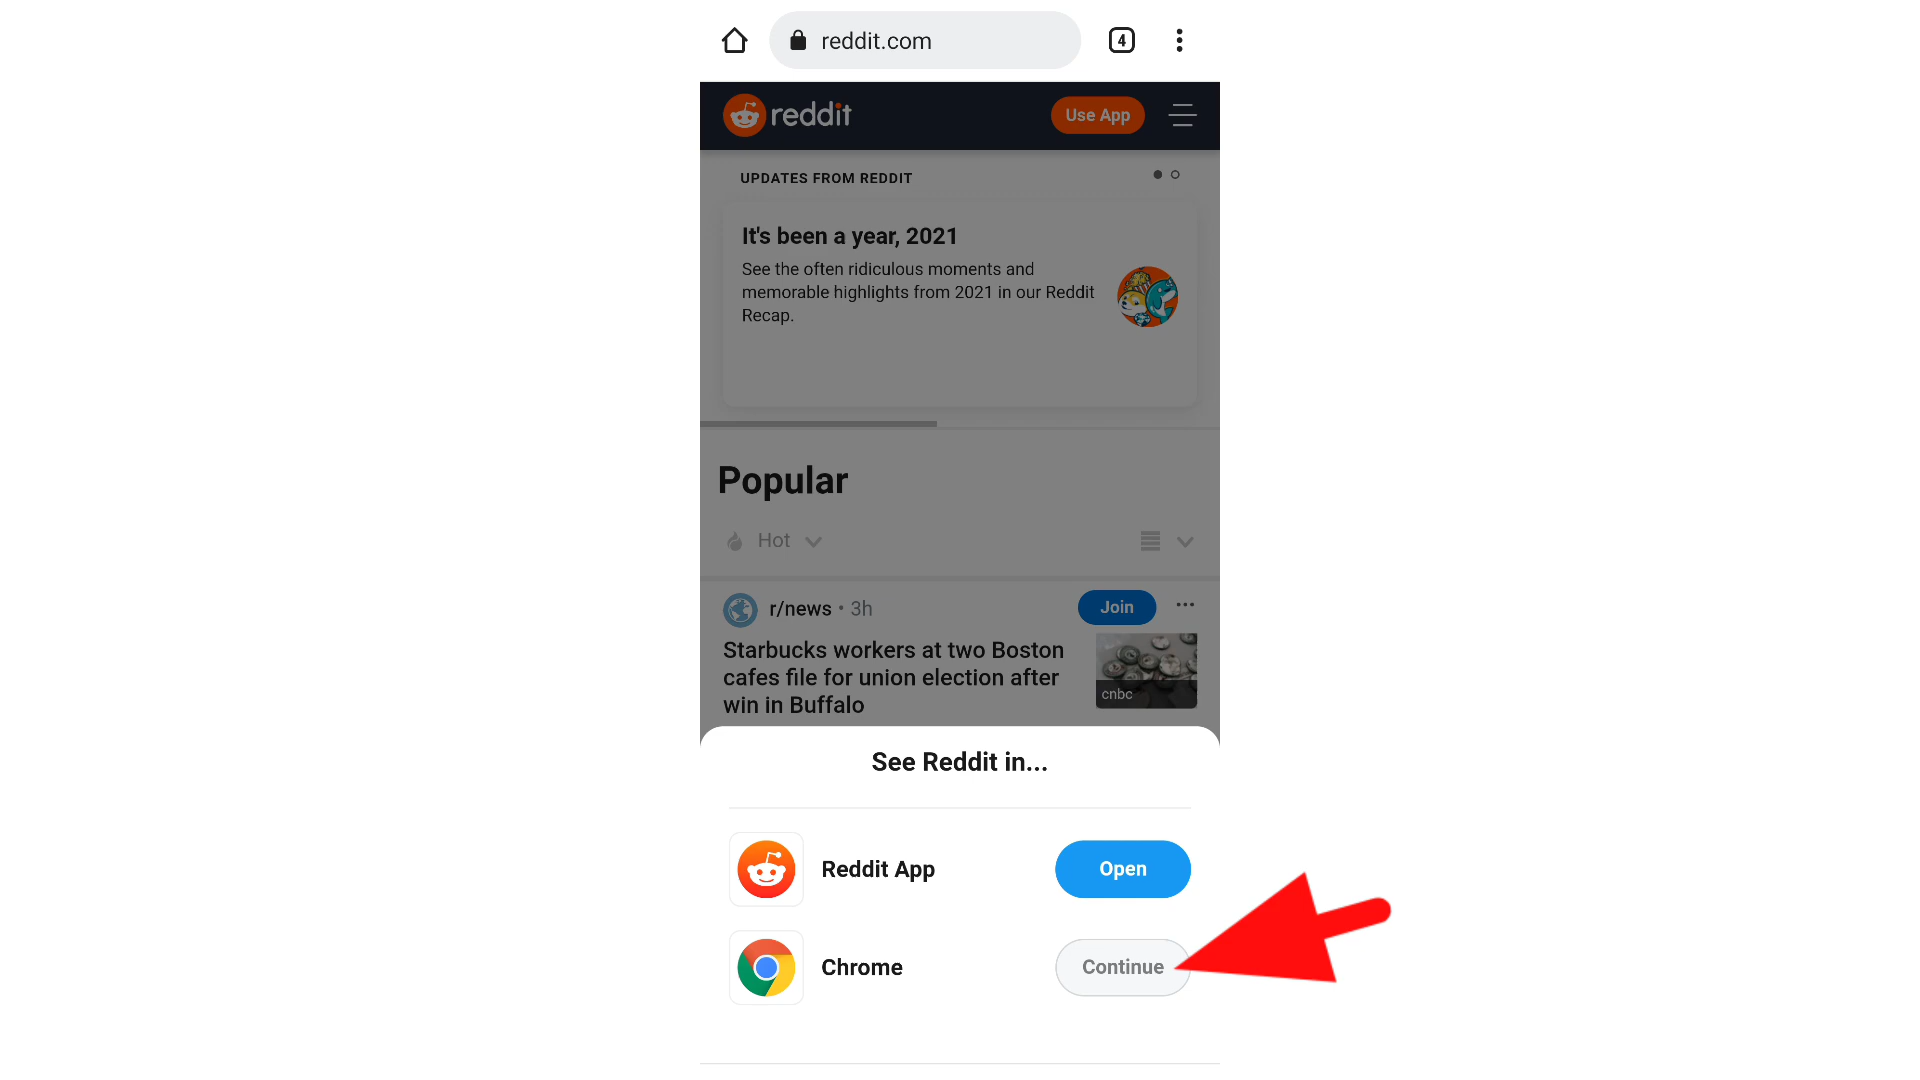 reddit.com
4
reddit
Use App
UPDATES FROM REDDIT
It's been a year, 2021
See the often ridiculous moments and
memorable highlights from 2021 in our Reddit
Recap.
Popular
Hot
r/news • 3h
Join
Starbucks workers at two Boston
cafes file for union election after
win in Buffalo
cnbc
See Reddit in...
Reddit App
Open
Chrome
Continue